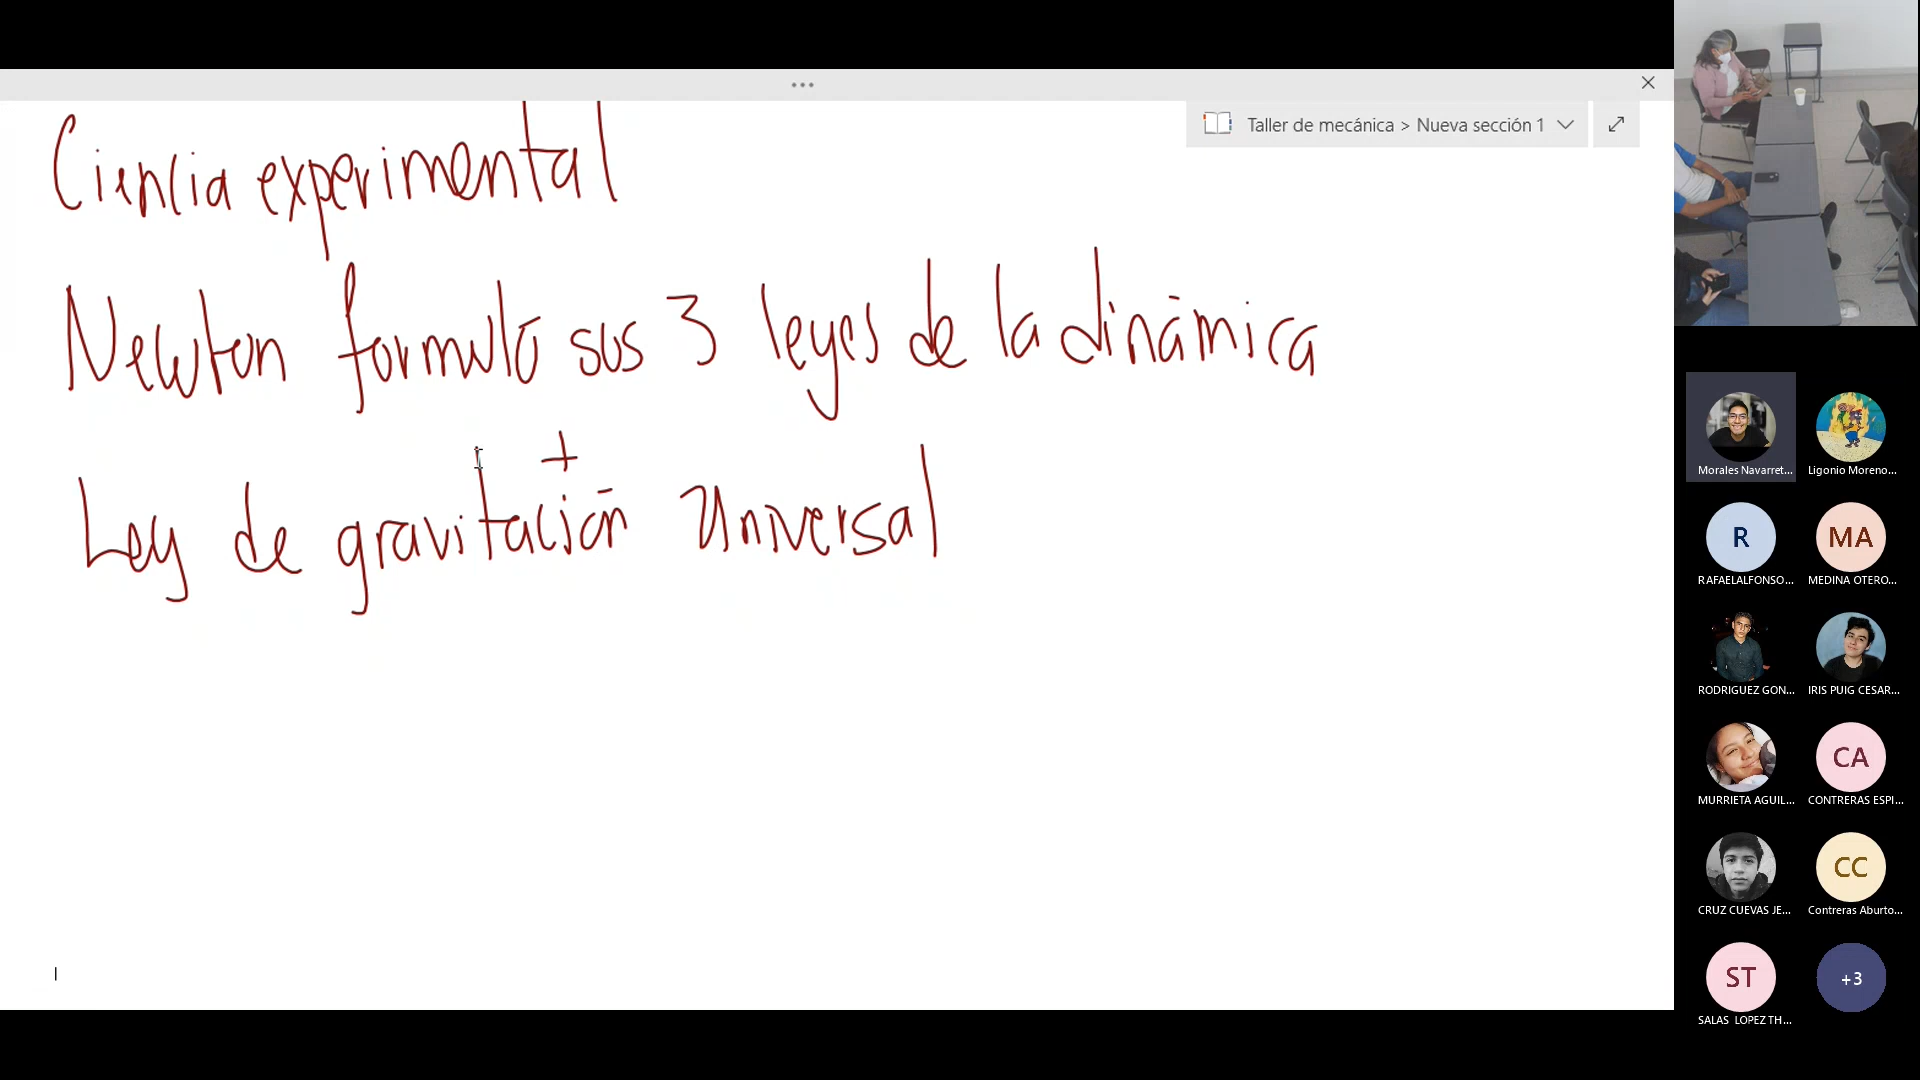 Taller de mecánica > Nueva sección 1
Ciencia experimental
Newton formuló sus 3 leyes de la dinámica
+
Ley de gravitación Universal
Morales Navarret...
Ligonio Moreno...
R
RAFAELALFONSO...
MA
MEDINA OTERO...
RODRIGUEZ GON...
IRIS PUIG CESAR...
MURRIETA AGUIL...
CA
CONTRERAS ESPI...
CRUZ CUEVAS JE...
CC
Contreras Aburto...
ST
SALAS LOPEZ TH...
+3